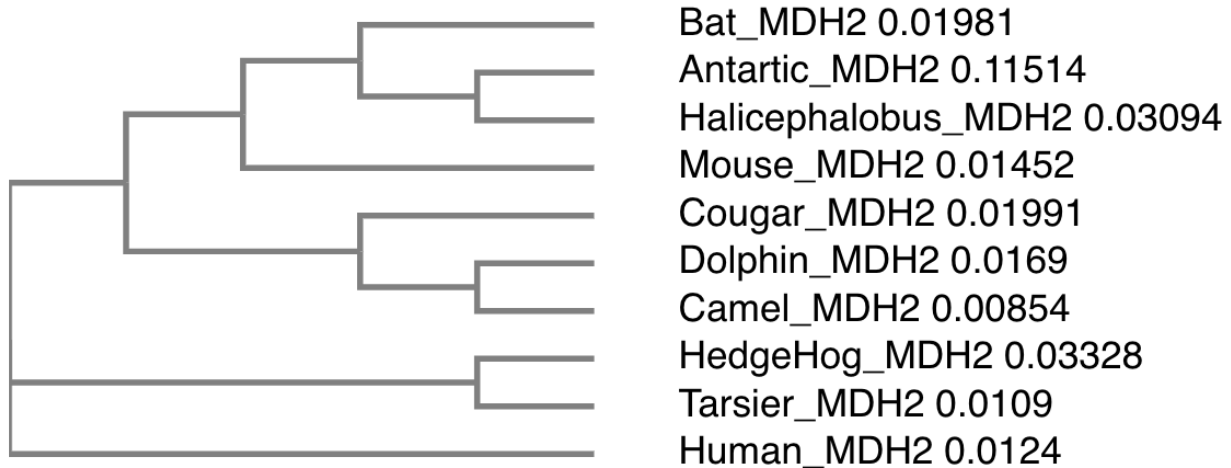 Bat_MDH2 0.01981
Antartic_MDH2 0.11514
Halicephalobus_MDH2 0.03094
Mouse_MDH2 0.01452
Cougar_MDH2 0.01991
Dolphin_MDH2 0.0169
Camel_MDH2 0.00854
HedgeHog_MDH2 0.03328
Tarsier_MDH2 0.0109
Human_MDH2 0.0124